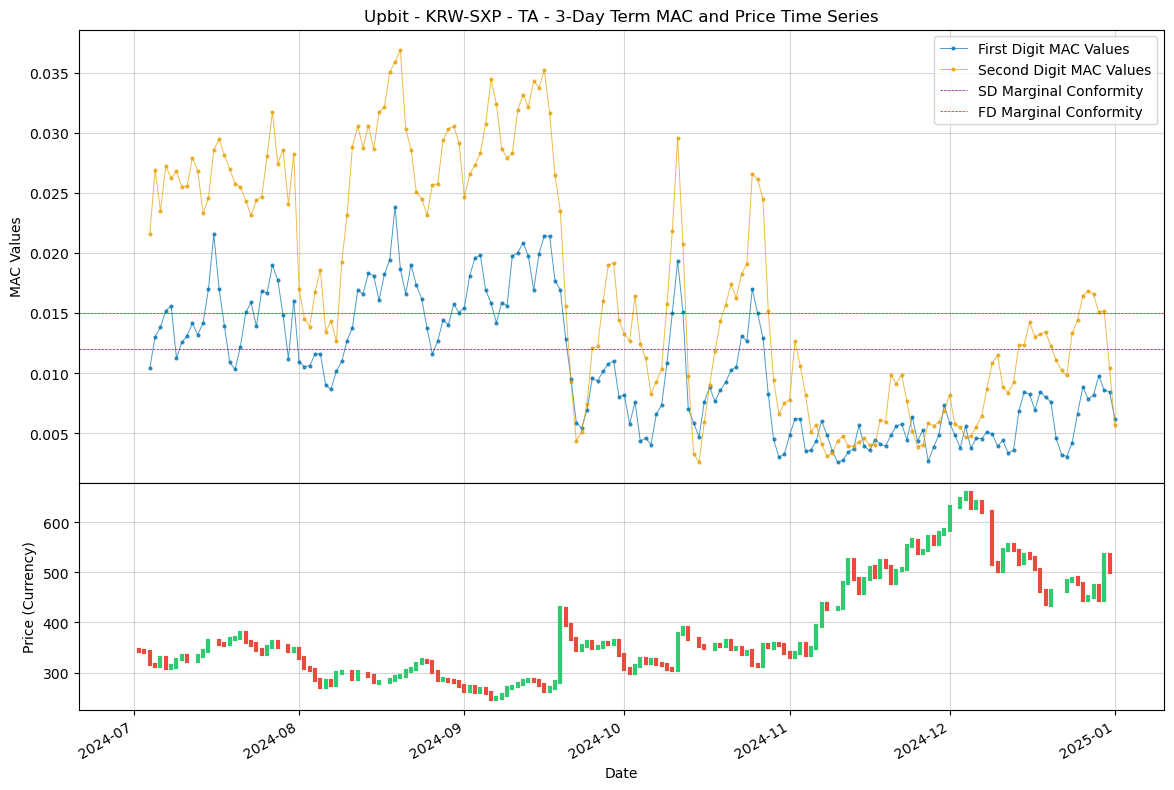 Upbit - KRW-SXP - TA - 3-Day Term MAC and Price Time Series
First Digit MAC Values
Second Digit MAC Values
SD Marginal Conformity
FD Marginal Conformity
MAC Values
0.035
0.030
0.025
0.020
0.015
0.010
0.005
Price (Currency)
600
500
400
300
2024-07
2024-08
2024-09
2024-10
2024-11
2024-12
2025-01
Date